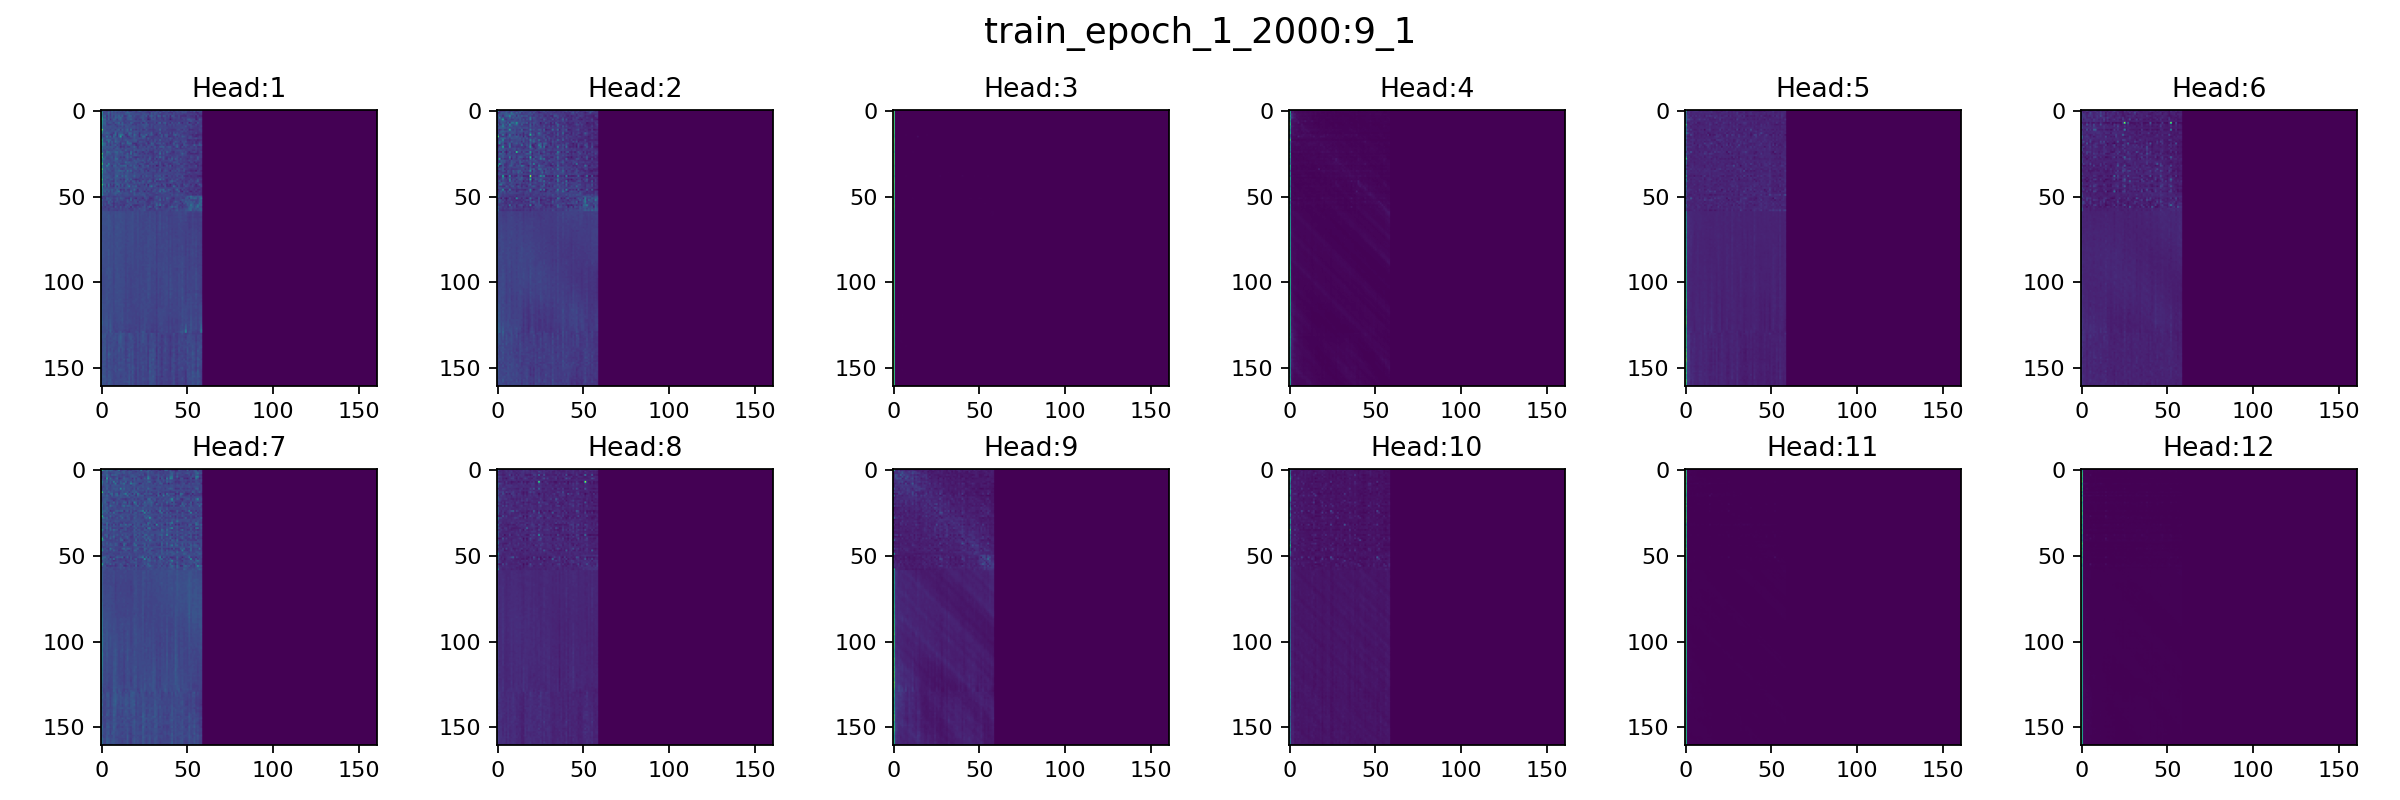 train_epoch_1_2000:9_1
Head:1 Head:2 Head:3 Head:4 Head:5 Head:6
0 0 0 0 0 0
50 50 50 50 50 50
100 100 100 100 100 100
150 150 150 150 150 150
0 50 100 150 0 50 100 150 0 50 100 150 0 50 100 150 0 50 100 150 0 50 100 150
Head:7 Head:8 Head:9 Head:10 Head:11 Head:12
0 0 0 0 0 0
50 50 50 50 50 50
100 100 100 100 100 100
150 150 150 150 150 150
0 50 100 150 0 50 100 150 0 50 100 150 0 50 100 150 0 50 100 150 0 50 100 150